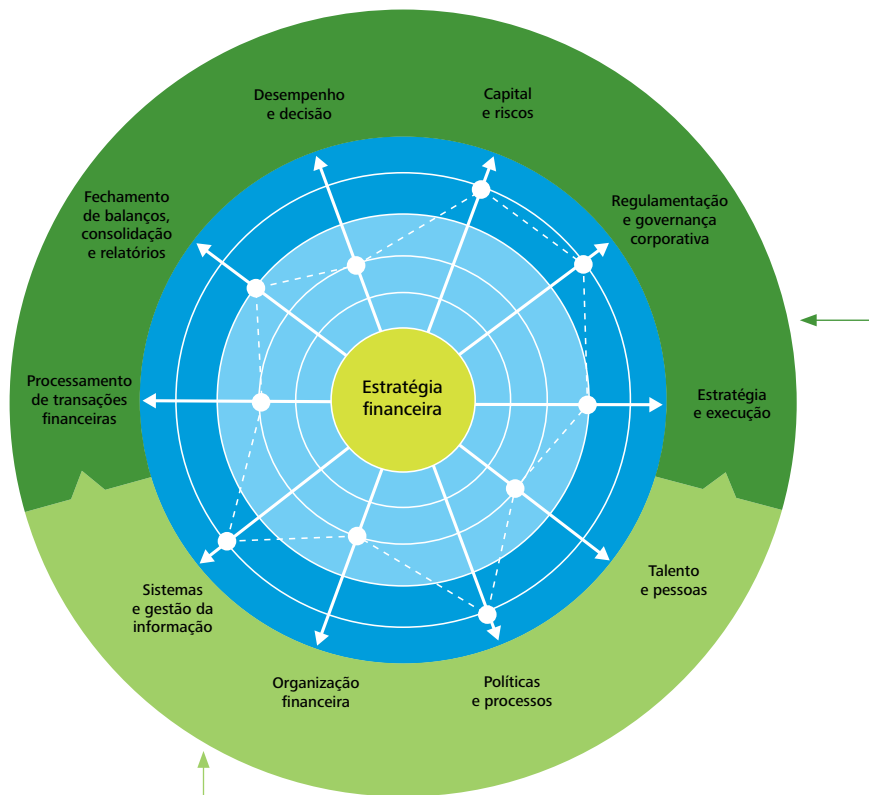 Desempenho
e decisão
Capital
e riscos
Fechamento
de balanços,
consolidação
e relatórios
Regulamentação
e governança
corporativa
Processamento
de transações
financeiras
Estratégia
financeira
Estratégia
e execução
Sistemas
e gestão da
informação
Talento
e pessoas
Organização
financeira
Políticas
e processos